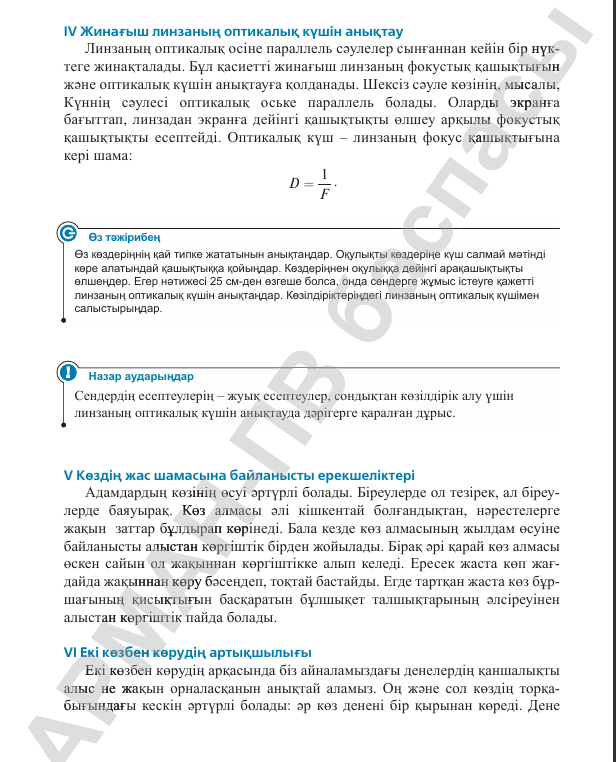 IV Жинағыш линзаның оптикалық күшін анықтау
Линзаның оптикалық осіне параллель сәулелер сынғаннан кейін бір нүк-
теге жинақталады. Бұл қасиетті жинағыш линзаның фокустық қашықтығын
және оптикалық күшін анықтауға қолданады. Шексіз сәуле көзінің, мысалы,
Күннің сәулесі оптикалық оське параллель болады. Оларды экранға
бағыттап, линзадан экранға дейінгі қашықтықты өлшеу арқылы фокустық
қашықтықты есептейді. Оптикалық күш – линзаның фокус қашықтығына
кері шама:
D = 1/F.
Өз тәжірибең
Өз көздеріңнің қай типке жататынын анықтаңдар. Оқулықты көздеріңе күш салмай мәтінді
көре алатындай қашықтыққа қойыңдар. Көздеріңнен оқулыққа дейінгі арақашықтықты
өлшеңдер. Егер нәтижесі 25 см-ден өзгеше болса, онда сендерге жұмыс істеуге қажетті
линзаның оптикалық күшін анықтаңдар. Көзілдіріктеріңдегі линзаның оптикалық күшімен
салыстырыңдар.
Назар аударыңдар
Сендердің есептеулерің – жуық есептеулер, сондықтан көзілдірік алу үшін
линзаның оптикалық күшін анықтауда дәрігерге қаралған дұрыс.
V Көздің жас шамасына байланысты ерекшеліктері
Адамдардың көзінің өсуі әртүрлі болады. Біреулерде ол тезірек, ал біреу-
лерде баяуырақ. Көз алмасы әлі кішкентай болғандықтан, нәрестелерге
жақын заттар бұлдырап көрінеді. Бала кезде көз алмасының жылдам өсуіне
байланысты алыстан көргіштік бірден жойылады. Бірақ әрі қарай көз алмасы
өскен сайын ол жақыннан көргіштікке алып келеді. Ересек жаста көп жағ-
дайда жақыннан көру бәсеңдеп, тоқтай бастайды. Егде тартқан жаста көз бұр-
шағының қисықтығын басқаратын бұлшықет талшықтарының әлсіреуінен
алыстан көргіштік пайда болады.
VI Екі көзбен көрудің артықшылығы
Екі көзбен көрудің арқасында біз айналамыздағы денелердің қаншалықты
алыс не жақын орналасқанын анықтай аламыз. Оң және сол көздің торқа-
бығындағы кескін әртүрлі болады: әр көз денені бір қырынан көреді. Дене
АРМАН-ПВ баспасы